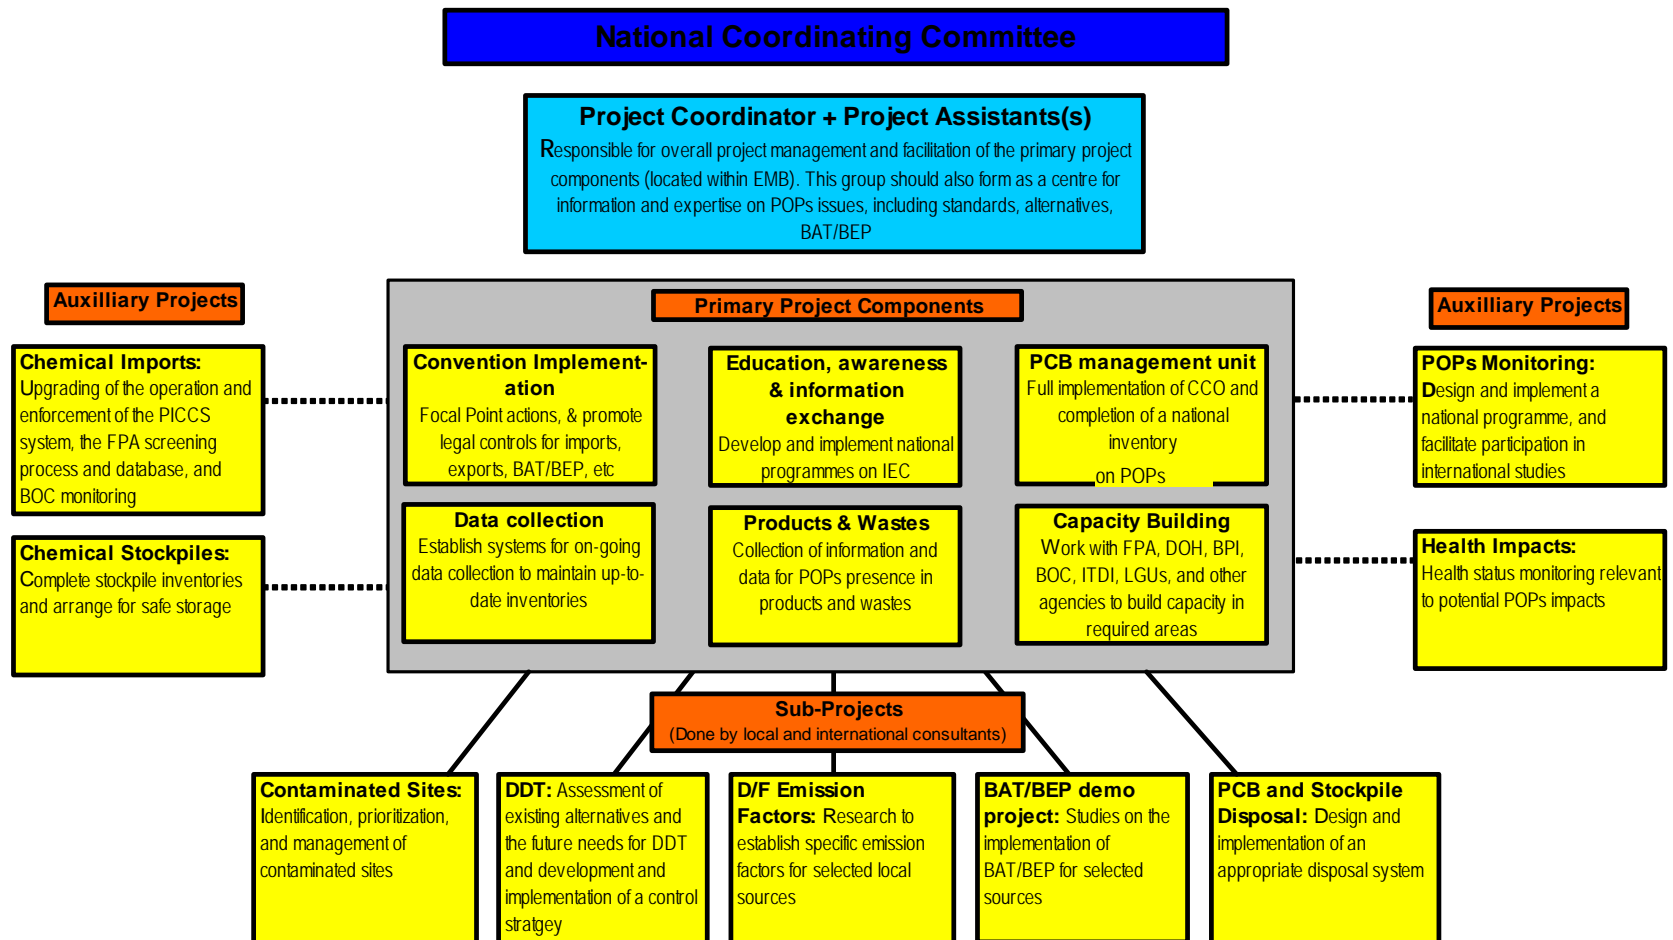 National Coordinating Committee
Project Coordinator + Project Assistants(s)
Responsible for overall project management and facilitation of the primary project
components (located within EMB). This group should also form as a centre for
information and expertise on POPs issues, including standards, alternatives,
BAT/BEP
Auxilliary Projects
Primary Project Components
Auxilliary Projects
Chemical Imports:
Upgrading of the operation and
enforcement of the PICCS
system, the FPA screening
process and database, and
BOC monitoring
Convention Implement-
ation
Focal Point actions, & promote
legal controls for imports,
exports, BAT/BEP, etc
Education, awareness
& information
exchange
Develop and implement national
programmes on IEC
PCB management unit
Full implementation of CCO and
completion of a national
inventory
on POPs
POPs Monitoring:
Design and implement a
national programme, and
facilitate participation in
international studies
Chemical Stockpiles:
Complete stockpile inventories
and arrange for safe storage
Data collection
Establish systems for on-going
data collection to maintain up-to-
date inventories
Products & Wastes
Collection of information and
data for POPs presence in
products and wastes
Capacity Building
Work with FPA, DOH, BPI,
BOC, ITDI, LGUs, and other
agencies to build capacity in
required areas
Health Impacts:
Health status monitoring relevant
to potential POPs impacts
Sub-Projects
(Done by local and international consultants)
Contaminated Sites:
Identification, prioritization,
and management of
contaminated sites
DDT: Assessment of
existing alternatives and
the future needs for DDT
and development and
implementation of a control
stratgey
D/F Emission
Factors: Research to
establish specific emission
factors for selected local
sources
BAT/BEP demo
project: Studies on the
implementation of
BAT/BEP for selected
sources
PCB and Stockpile
Disposal: Design and
implementation of an
appropriate disposal system